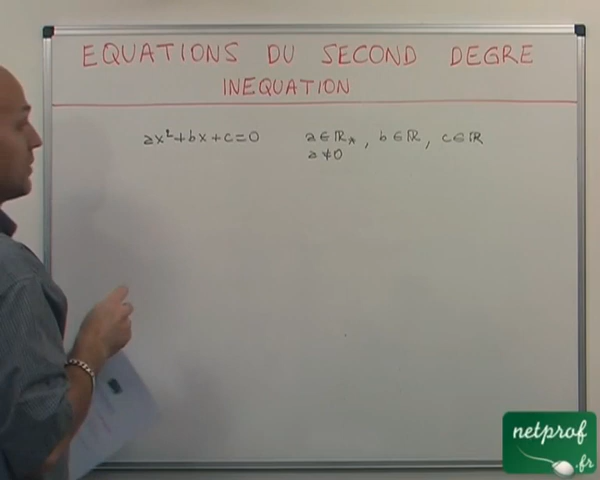 EQUATIONS DU SECOND DEGRE
INEQUATION
ax²+bx+c=0 a∈ℝ*, b∈ℝ, c∈ℝ
a≠0
netprof
.fr